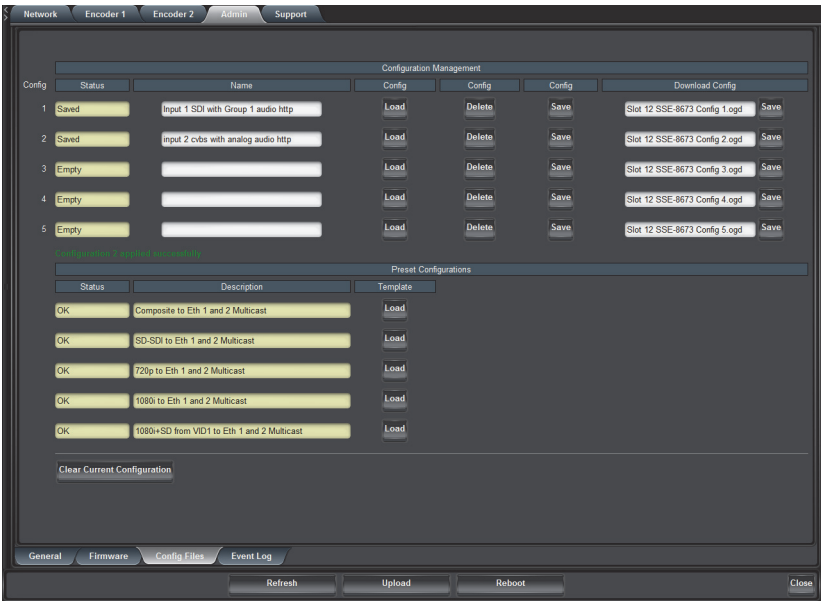 Network Encoder 1 Encoder 2 Admin Support
Configuration Management
Config Status Name Config Config Config Download Config
1 Saved Input 1 SDI with Group 1 audio http Load Delete Save Slot 12 SSE-8673 Config 1.ogd Save
2 Saved input 2 cvbs with analog audio http Load Delete Save Slot 12 SSE-8673 Config 2.ogd Save
3 Empty Load Delete Save Slot 12 SSE-8673 Config 3.ogd Save
4 Empty Load Delete Save Slot 12 SSE-8673 Config 4.ogd Save
5 Empty Load Delete Save Slot 12 SSE-8673 Config 5.ogd Save
Configuration 2 applied successfully
Preset Configurations
Status Description Template
OK Composite to Eth 1 and 2 Multicast Load
OK SD-SDI to Eth 1 and 2 Multicast Load
OK 720p to Eth 1 and 2 Multicast Load
OK 1080i to Eth 1 and 2 Multicast Load
OK 1080i+SD from VID1 to Eth 1 and 2 Multicast Load
Clear Current Configuration
General Firmware Config Files Event Log
Refresh Upload Reboot Close